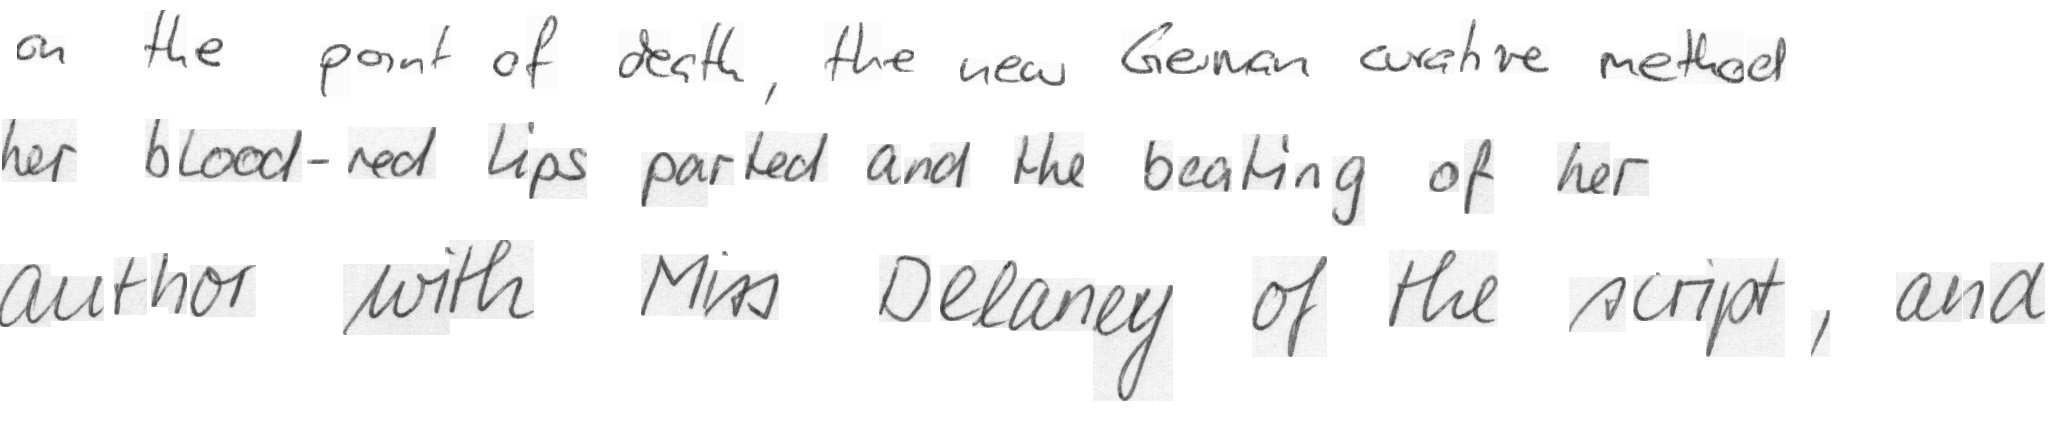 on the point of death, the new German curative method
her blood-red lips parted and the beating of her
author with Miss Delaney of the script, and